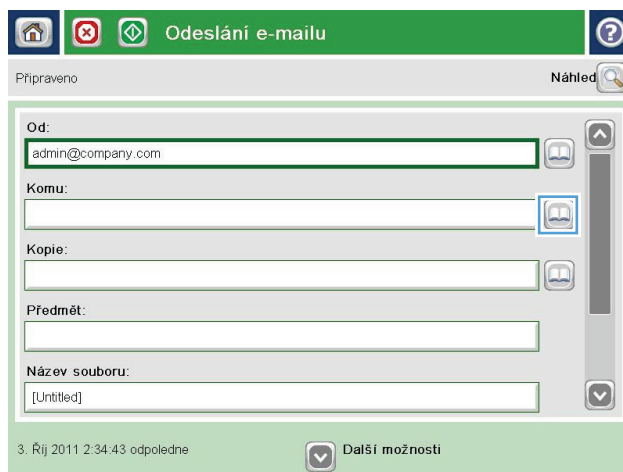 Odeslání e-mailu
?
Připraveno
Náhled
Od:
admin@company.com
Komu:
Kopie:
Předmět:
Název souboru:
[Untitled]
3. Říj 2011 2:34:43 odpoledne
Další možnosti